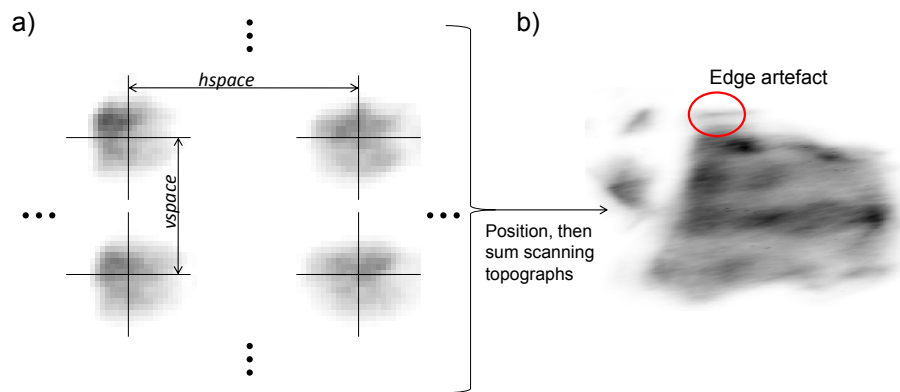 a)
b)
hspace
vspace
Edge artefact
Position, then
sum scanning
topographs